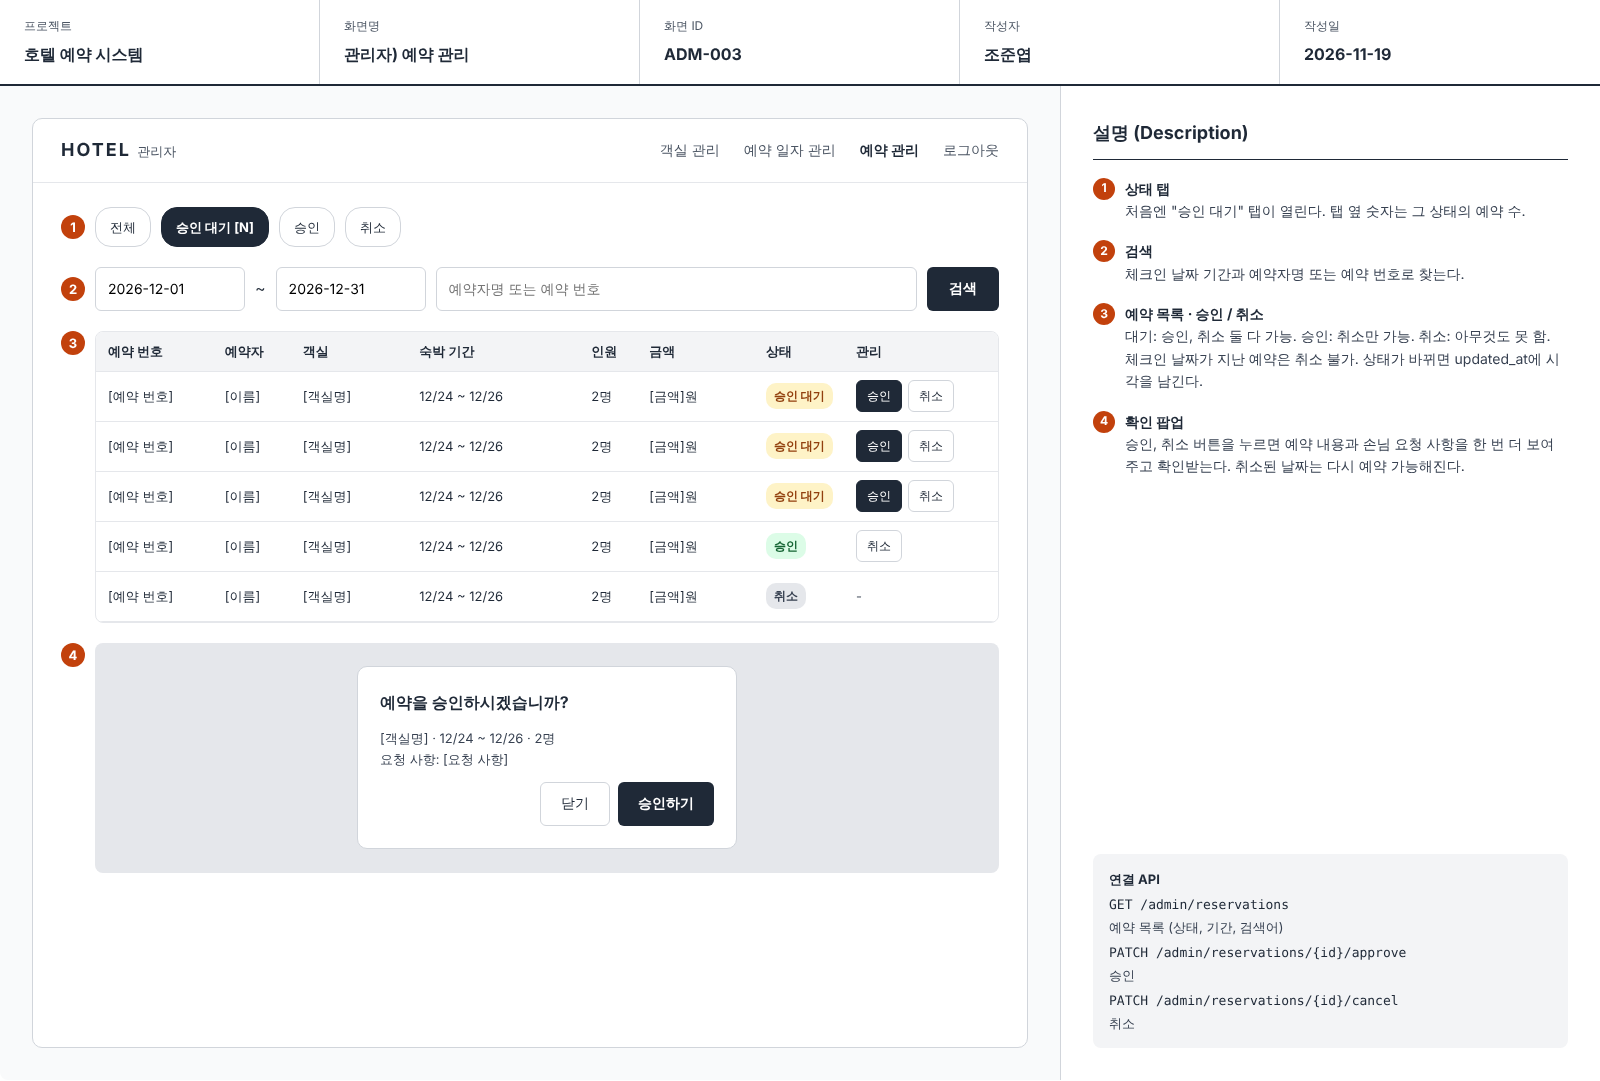 프로젝트
호텔 예약 시스템
화면명
관리자) 예약 관리
화면 ID
ADM-003
작성자
조준엽
작성일
2026-11-19
HOTEL 관리자
객실 관리 예약 일자 관리 예약 관리 로그아웃
1 전체 승인 대기 [N] 승인 취소
2 2026-12-01 ~ 2026-12-31 예약자명 또는 예약 번호 검색
3
예약 번호 예약자 객실 숙박 기간 인원 금액 상태 관리
[예약 번호] [이름] [객실명] 12/24 ~ 12/26 2명 [금액]원 승인 대기 승인 취소
[예약 번호] [이름] [객실명] 12/24 ~ 12/26 2명 [금액]원 승인 대기 승인 취소
[예약 번호] [이름] [객실명] 12/24 ~ 12/26 2명 [금액]원 승인 대기 승인 취소
[예약 번호] [이름] [객실명] 12/24 ~ 12/26 2명 [금액]원 승인 취소
[예약 번호] [이름] [객실명] 12/24 ~ 12/26 2명 [금액]원 취소 -
4
예약을 승인하시겠습니까?
[객실명] · 12/24 ~ 12/26 · 2명
요청 사항: [요청 사항]
닫기 승인하기
설명 (Description)
1 상태 탭
처음엔 "승인 대기" 탭이 열린다. 탭 옆 숫자는 그 상태의 예약 수.
2 검색
체크인 날짜 기간과 예약자명 또는 예약 번호로 찾는다.
3 예약 목록 · 승인 / 취소
대기: 승인, 취소 둘 다 가능. 승인: 취소만 가능. 취소: 아무것도 못 함.
체크인 날짜가 지난 예약은 취소 불가. 상태가 바뀌면 updated_at에 시
각을 남긴다.
4 확인 팝업
승인, 취소 버튼을 누르면 예약 내용과 손님 요청 사항을 한 번 더 보여
주고 확인받는다. 취소된 날짜는 다시 예약 가능해진다.
연결 API
GET /admin/reservations
예약 목록 (상태, 기간, 검색어)
PATCH /admin/reservations/{id}/approve
승인
PATCH /admin/reservations/{id}/cancel
취소